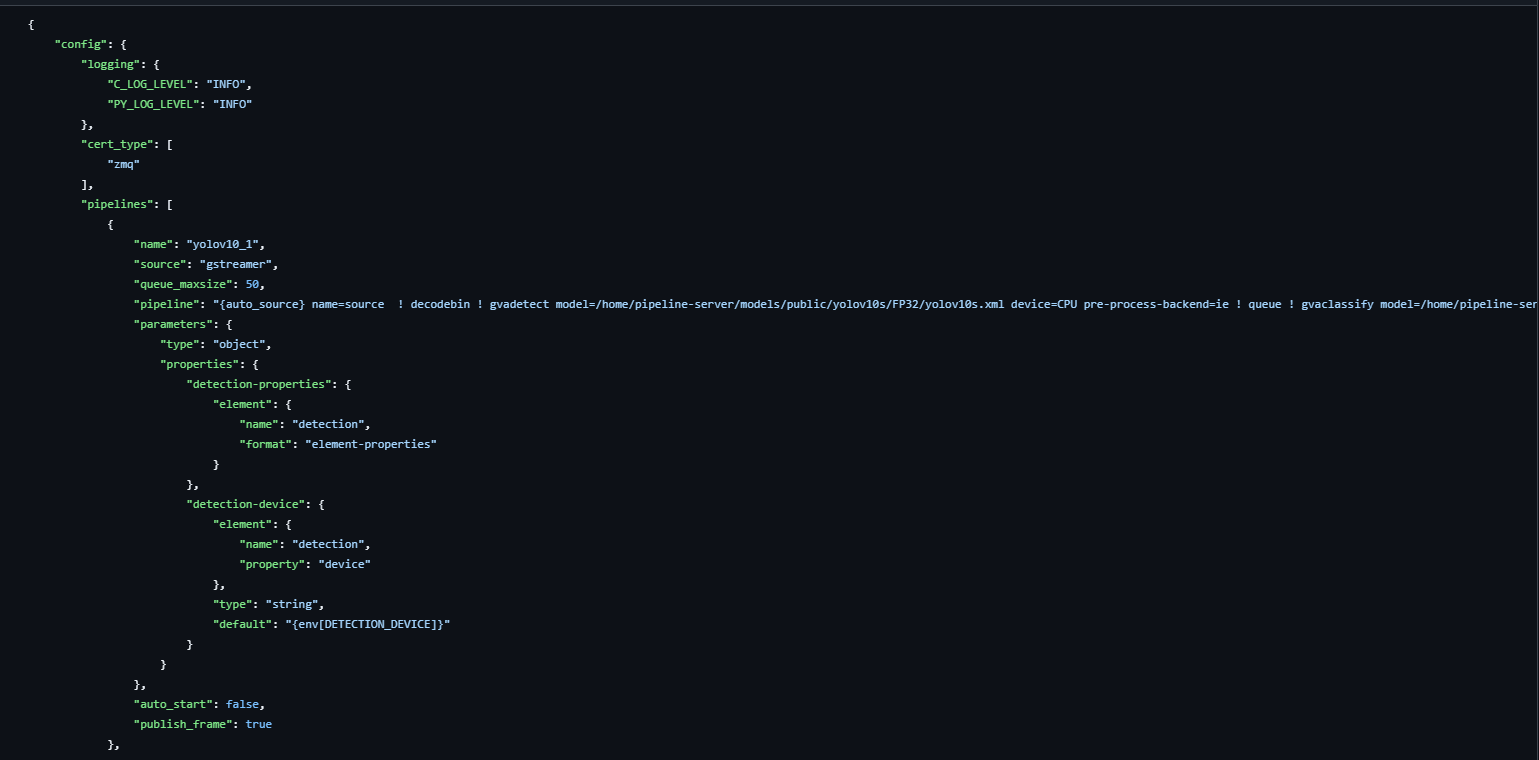 {
    "config": {
        "logging": {
            "C_LOG_LEVEL": "INFO",
            "PY_LOG_LEVEL": "INFO"
        },
        "cert_type": [
            "zmq"
        ],
        "pipelines": [
            {
                "name": "yolov10_1",
                "source": "gstreamer",
                "queue_maxsize": 50,
                "pipeline": "{auto_source} name=source  ! decodebin ! gvadetect model=/home/pipeline-server/models/public/yolov10s/FP32/yolov10s.xml device=CPU pre-process-backend=ie ! queue ! gvaclassify model=/home/pipeline-ser
                "parameters": {
                    "type": "object",
                    "properties": {
                        "detection-properties": {
                            "element": {
                                "name": "detection",
                                "format": "element-properties"
                            }
                        },
                        "detection-device": {
                            "element": {
                                "name": "detection",
                                "property": "device"
                            },
                            "type": "string",
                            "default": "{env[DETECTION_DEVICE]}"
                        }
                    }
                },
                "auto_start": false,
                "publish_frame": true
            },